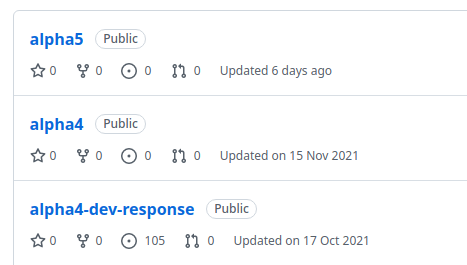 alpha5 Public
0 0 0 0 Updated 6 days ago
alpha4 Public
0 0 0 0 Updated on 15 Nov 2021
alpha4-dev-response Public
0 0 105 0 Updated on 17 Oct 2021